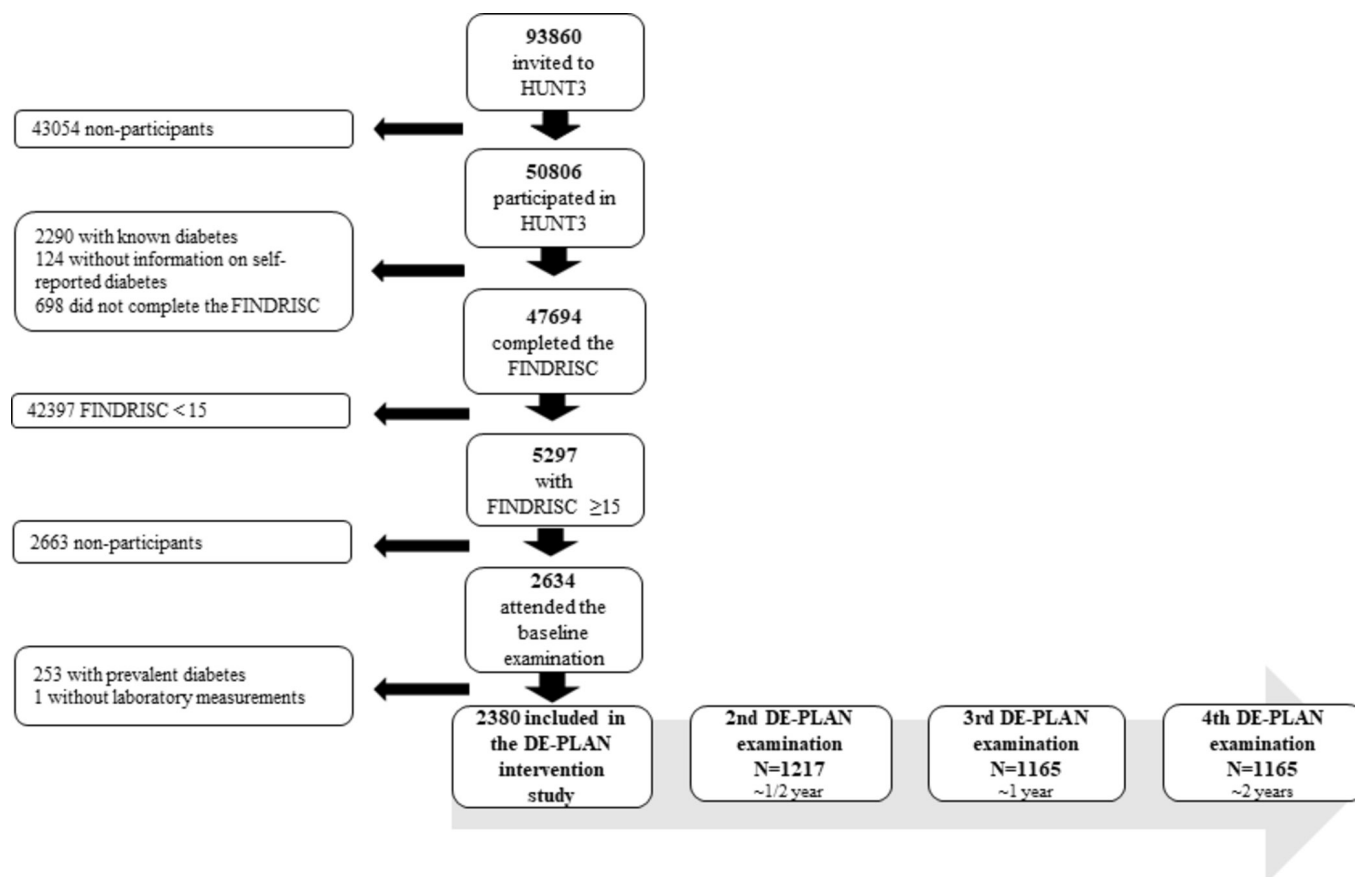 93860
invited to
HUNT3
43054 non-participants
50806
participated in
HUNT3
2290 with known diabetes
124 without information on self-
reported diabetes
698 did not complete the FINDRISC
47694
completed the
FINDRISC
42397 FINDRISC < 15
5297
with
FINDRISC ≥15
2663 non-participants
2634
attended the
baseline
examination
253 with prevalent diabetes
1 without laboratory measurements
2380 included in
the DE-PLAN
intervention
study
2nd DE-PLAN
examination
N=1217
~1/2 year
3rd DE-PLAN
examination
N=1165
~1 year
4th DE-PLAN
examination
N=1165
~2 years